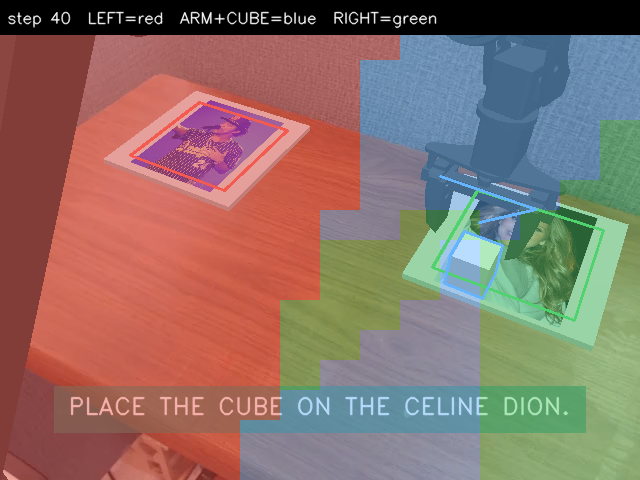 step 40 LEFT=red ARM+CUBE=blue RIGHT=green
PLACE THE CUBE ON THE CELINE DION.